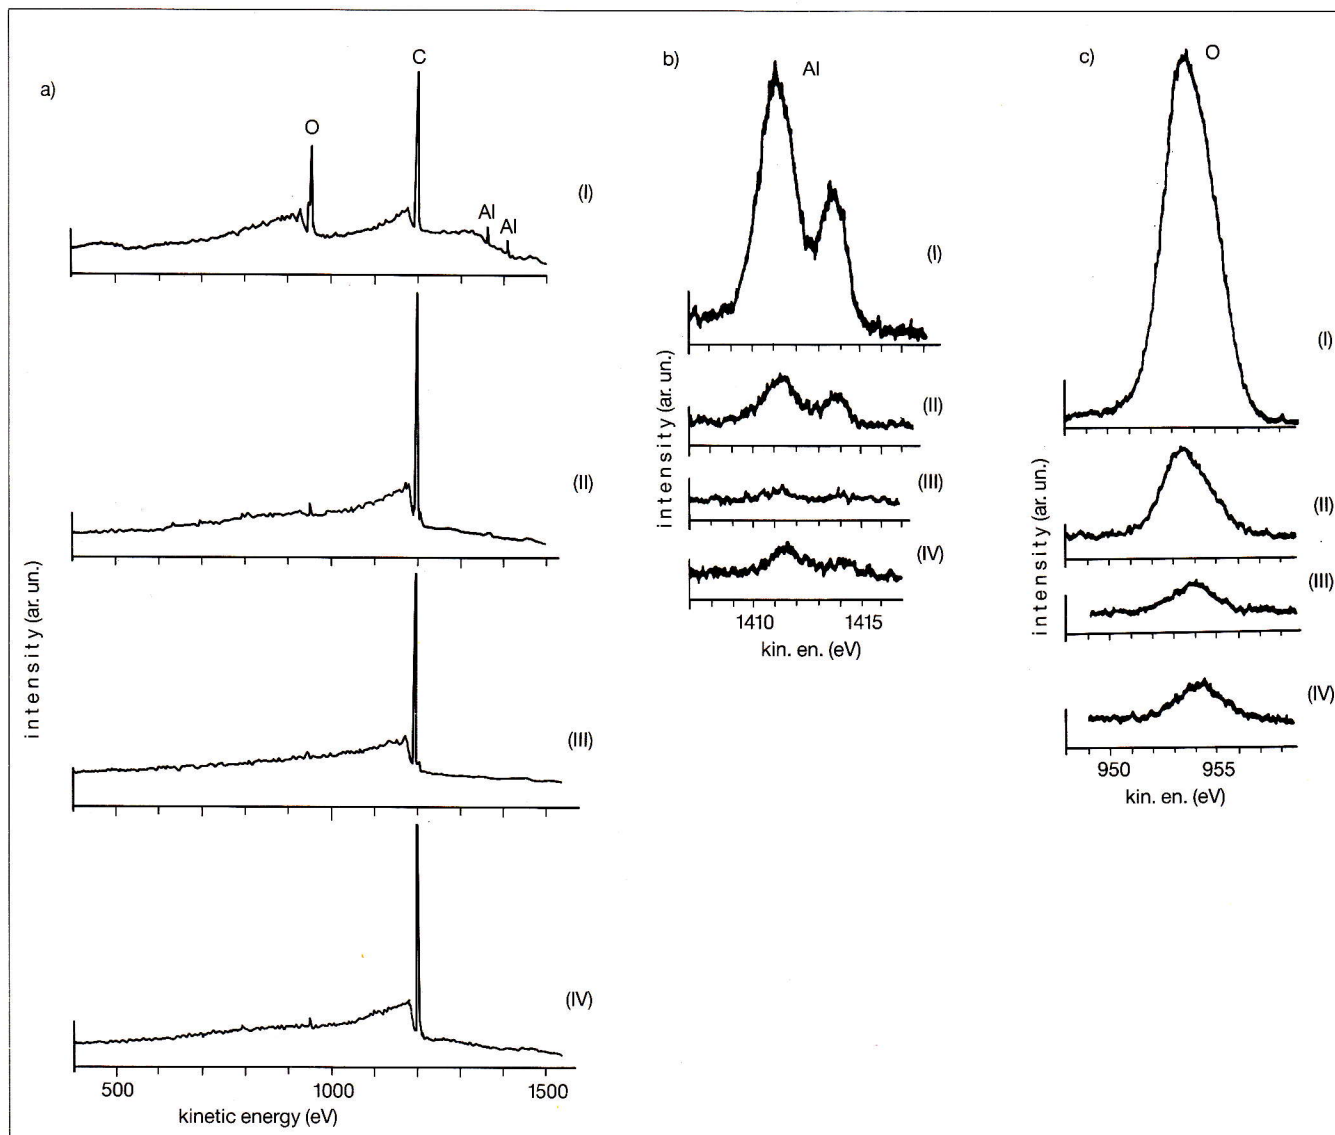 a)
O
C
Al
Al
(I)
(II)
(III)
(IV)
intensity (ar. un.)
500
1000
1500
kinetic energy (eV)
b)
Al
(I)
(II)
(III)
(IV)
intensity (ar. un.)
1410
1415
kin. en. (eV)
c)
O
(I)
(II)
(III)
(IV)
intensity (ar. un.)
950
955
kin. en. (eV)